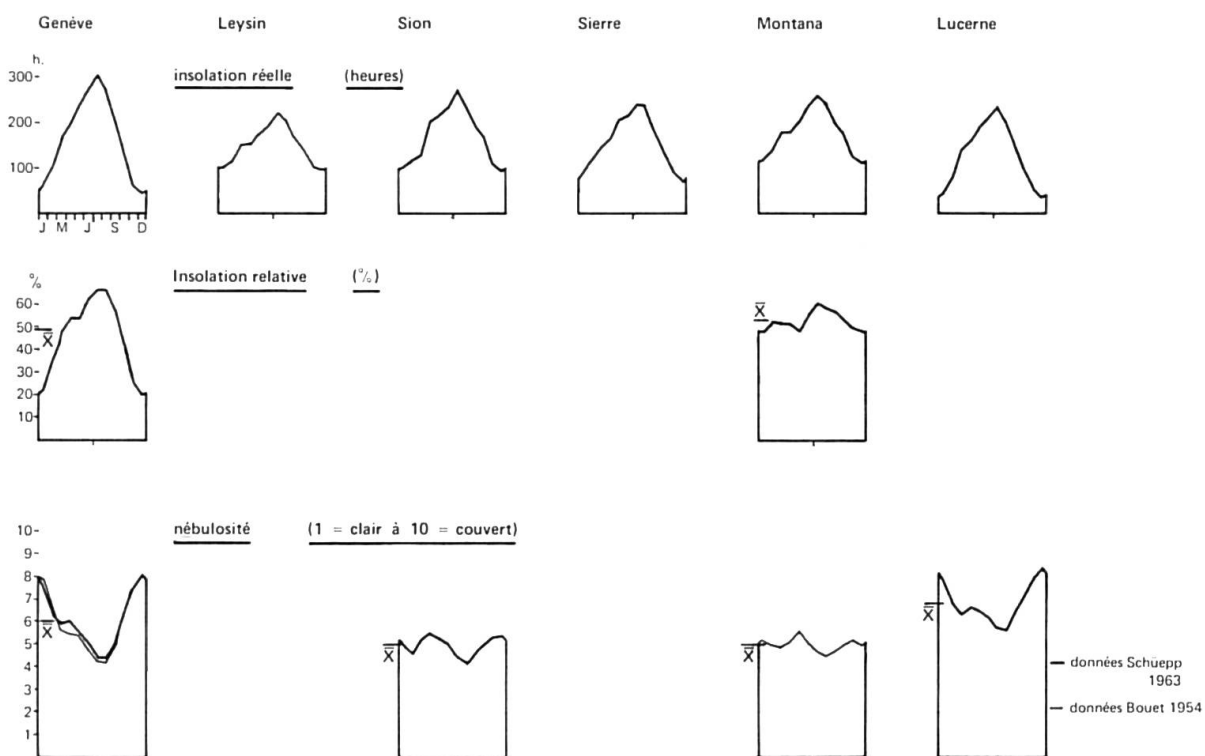 Genève Leysin Sion Sierre Montana Lucerne
h.
insolation réelle (heures)
300-
200-
100-
J M J S D
%
Insolation relative (%)
60-
50-
X̄
40-
30-
20-
10-
X̄
nébulosité (1 = clair à 10 = couvert)
10-
9-
8-
7-
6-
X̄
5-
4-
3-
2-
1-
X̄
X̄
X̄
données Schüepp
1963
données Bouet 1954